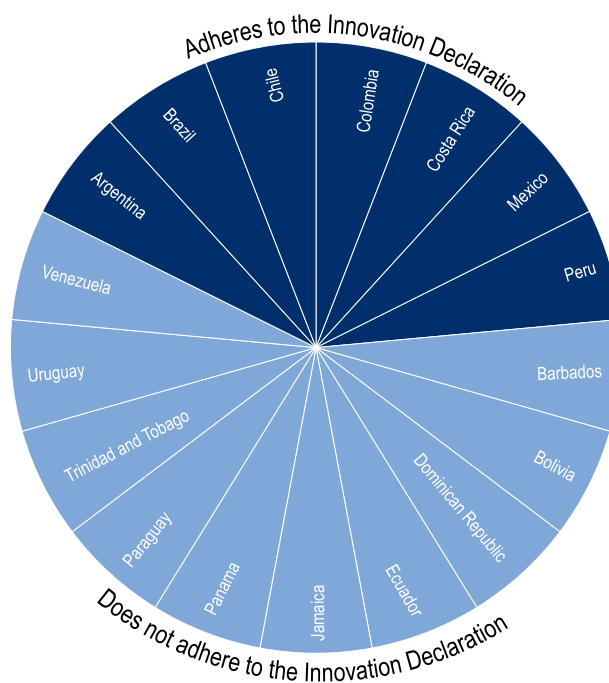 Adheres to the Innovation Declaration
Argentina
Brazil
Chile
Colombia
Costa Rica
Mexico
Peru
Barbados
Bolivia
Dominican Republic
Ecuador
Jamaica
Panama
Paraguay
Trinidad and Tobago
Uruguay
Venezuela
Does not adhere to the Innovation Declaration